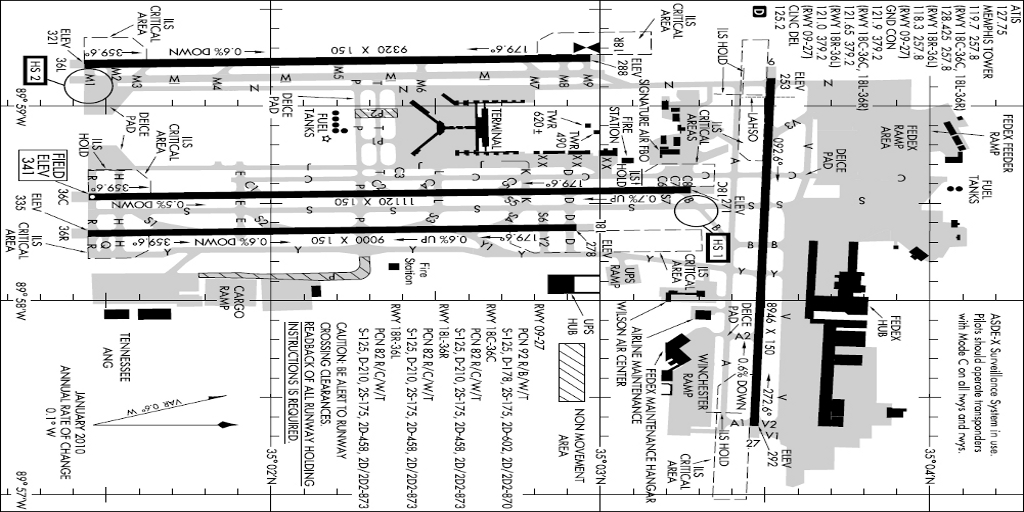 ATIS
127.75
MEMPHIS TOWER
119.7 257.8
(RWY 18C-36C, 18L-36R)
128.425 257.8
(RWY 18R-36L)
118.3 257.8
(RWY 09-27)
GND CON
121.9 379.2
(RWY 18C-36C, 18L-36R)
121.65 379.2
(RWY 18R-36L)
121.0 379.2
(RWY 09-27)
CLNC DEL
125.2
D
ASDE-X Surveillance System in use.
Pilots should operate transponders
with Mode C on all twys and rwys.
35°04'N
35°03'N
35°02'N
89°59'W
89°58'W
89°57'W
FEDEX FEEDER
RAMP
FUEL
TANKS
FEDEX
RAMP
AREA
FEDEX
HUB
DEICE
PAD
9
ELEV
253
LAHSO
092.6°
8946 X 150
272.6°
0.6% DOWN
27
ELEV
292
ILS HOLD
ILS HOLD
ILS
CRITICAL
AREA
DEICE
PAD
WINCHESTER
RAMP
FEDEX MAINTENANCE HANGAR
AIRLINE MAINTENANCE
WILSON AIR CENTER
ILS
CRITICAL
AREA
HS 1
ILS
CRITICAL
AREAS
SIGNATURE AIR FBO
FIRE
STATION
ILS
HOLD
ILS
CRITICAL
AREA
18R
ELEV
288
179.6°
9320 X 150
0.5% DOWN
359.6°
36L
ELEV
321
HS 2
ILS
CRITICAL
AREA
M1
M2
M3
M4
M5
M6
M7
M8
M9
TERMINAL
TWR
620±
TWR
490
FUEL
TANKS
DEICE
PAD
DEICE
PAD
18C
ELEV
271
179.6°
0.7% UP
11120 X 150
0.5% DOWN
359.6°
36C
FIELD
ELEV
341
ILS
HOLD
ILS
CRITICAL
AREA
18L
ELEV
278
179.6°
0.6% UP
9000 X 150
0.6% DOWN
359.6°
36R
ELEV
335
ILS
CRITICAL
AREA
UPS
RAMP
UPS
HUB
Fire
Station
CARGO
RAMP
TENNESSEE
ANG
NON MOVEMENT
AREA
RWY 09-27
PCN 92 R/B/W/T
S-125, D-178, 2S-175, 2D-602, 2D/2D2-870
RWY 18C-36C
PCN 82 R/C/W/T
S-125, D-210, 2S-175, 2D-458, 2D/2D2-873
RWY 18L-36R
PCN 82 R/C/W/T
S-125, D-210, 2S-175, 2D-458, 2D/2D2-873
RWY 18R-36L
PCN 82 R/C/W/T
S-125, D-210, 2S-175, 2D-458, 2D/2D2-873
CAUTION: BE ALERT TO RUNWAY
CROSSING CLEARANCES.
READBACK OF ALL RUNWAY HOLDING
INSTRUCTIONS IS REQUIRED.
VAR 0.6° W
JANUARY 2010
ANNUAL RATE OF CHANGE
0.1° W